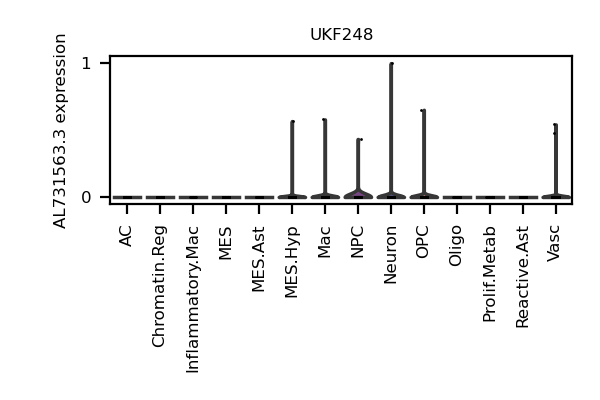 UKF248
AL731563.3 expression
1
0
AC
Chromatin.Reg
Inflammatory.Mac
MES
MES.Ast
MES.Hyp
Mac
NPC
Neuron
OPC
Oligo
Prolif.Metab
Reactive.Ast
Vasc